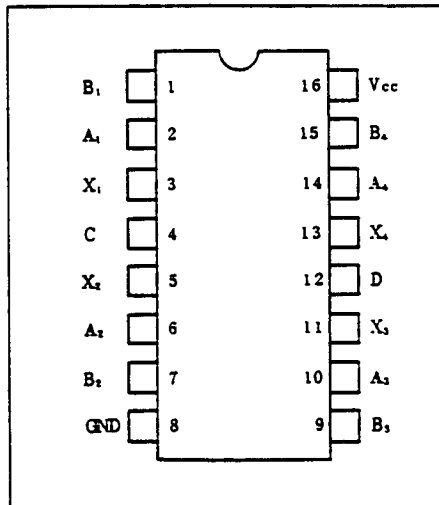 B₁ 1 16 Vcc
A₁ 2 15 B₄
X₁ 3 14 A₄
C 4 13 X₄
X₂ 5 12 D
A₂ 6 11 X₃
B₂ 7 10 A₃
GND 8 9 B₃